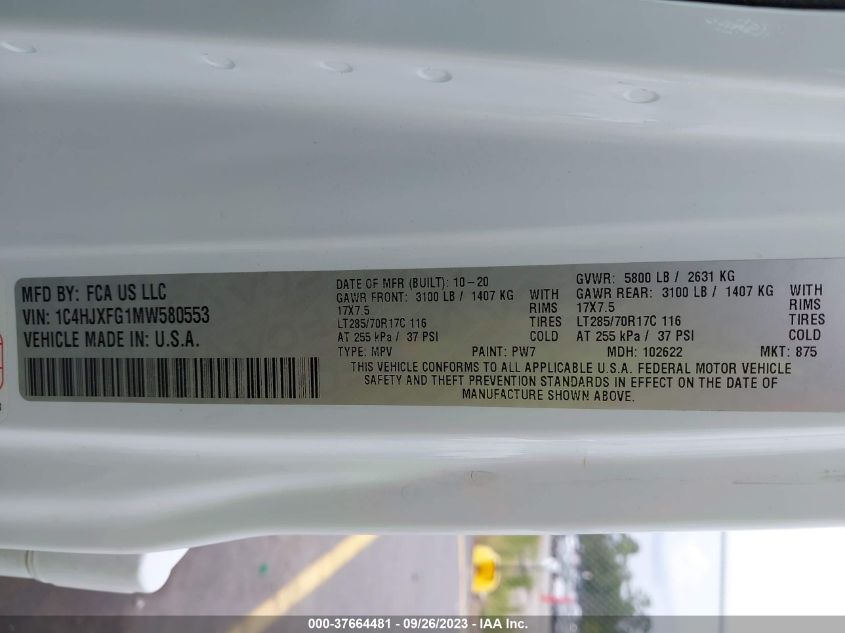 MFD BY: FCA US LLC
VIN: 1C4HJXFG1MW580553
VEHICLE MADE IN: U.S.A.
DATE OF MFR (BUILT): 10-20
GAWR FRONT: 3100 LB / 1407 KG WITH
17X7.5 RIMS
LT285/70R17C 116 TIRES
AT 255 kPa / 37 PSI COLD
GVWR: 5800 LB / 2631 KG
GAWR REAR: 3100 LB / 1407 KG WITH
17X7.5 RIMS
LT285/70R17C 116 TIRES
AT 255 kPa / 37 PSI COLD
TYPE: MPV PAINT: PW7 MDH: 102622 MKT: 875
THIS VEHICLE CONFORMS TO ALL APPLICABLE U.S.A. FEDERAL MOTOR VEHICLE
SAFETY AND THEFT PREVENTION STANDARDS IN EFFECT ON THE DATE OF
MANUFACTURE SHOWN ABOVE.
000-37664481 - 09/26/2023 - IAA Inc.